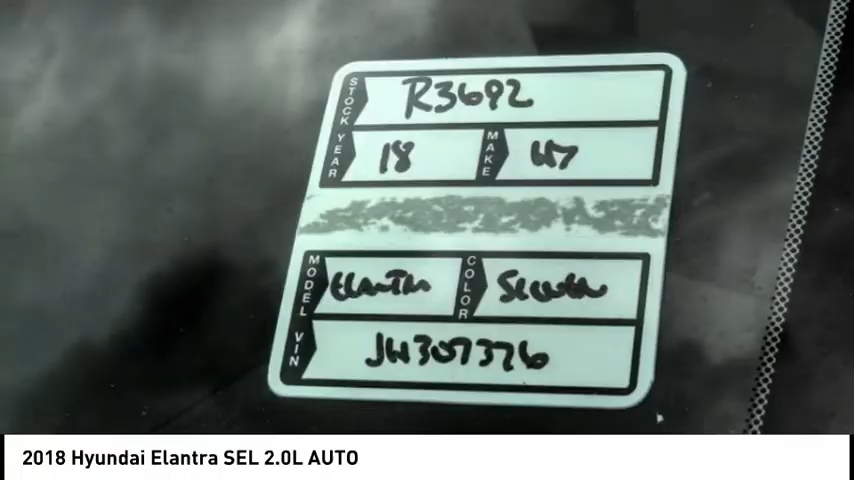 STOCK R3692
YEAR 18 MAKE HY
MODEL Elantra COLOR Silver
VIN JH307376
2018 Hyundai Elantra SEL 2.0L AUTO